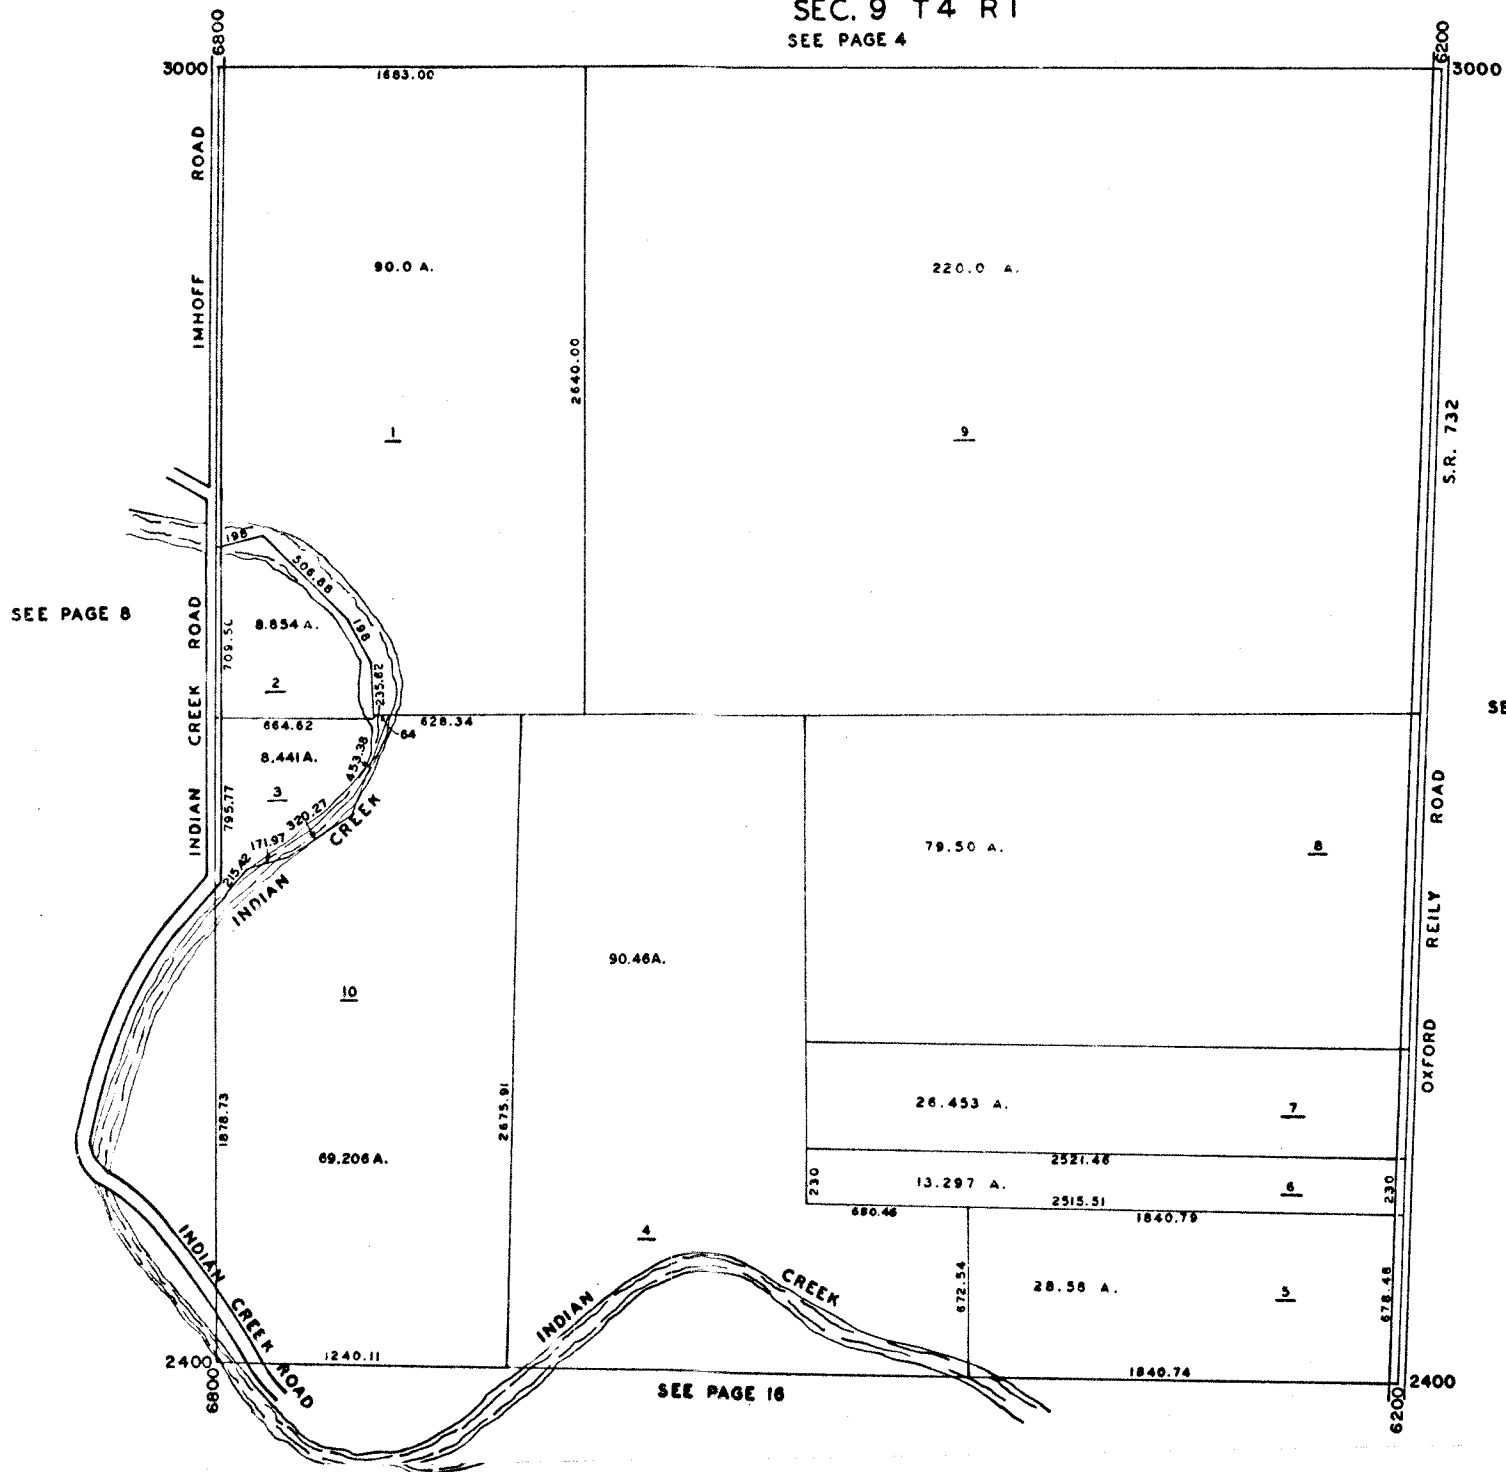 SEC. 9 T4 R1
SEE PAGE 4
6800
6200
3000
3000
1683.00
INDIAN CREEK ROAD
IMHOFF ROAD
90.0 A.
220.0 A.
2640.00
1
9
S.R. 732
198
506.88
198
SEE PAGE 8
8.854 A.
709.50
235.62
2
664.62
628.34
64
8.441A.
453.38
3
795.77
320.27
171.97
215.42
INDIAN CREEK
79.50 A.
8
OXFORD REILY ROAD
90.46A.
10
1878.73
2675.91
26.453 A.
7
69.206A.
2521.46
230
13.297 A.
6
230
2515.51
680.46
1840.79
4
INDIAN CREEK ROAD
INDIAN CREEK
672.54
28.58 A.
5
678.48
2400
1240.11
1840.74
2400
6800
SEE PAGE 16
6200